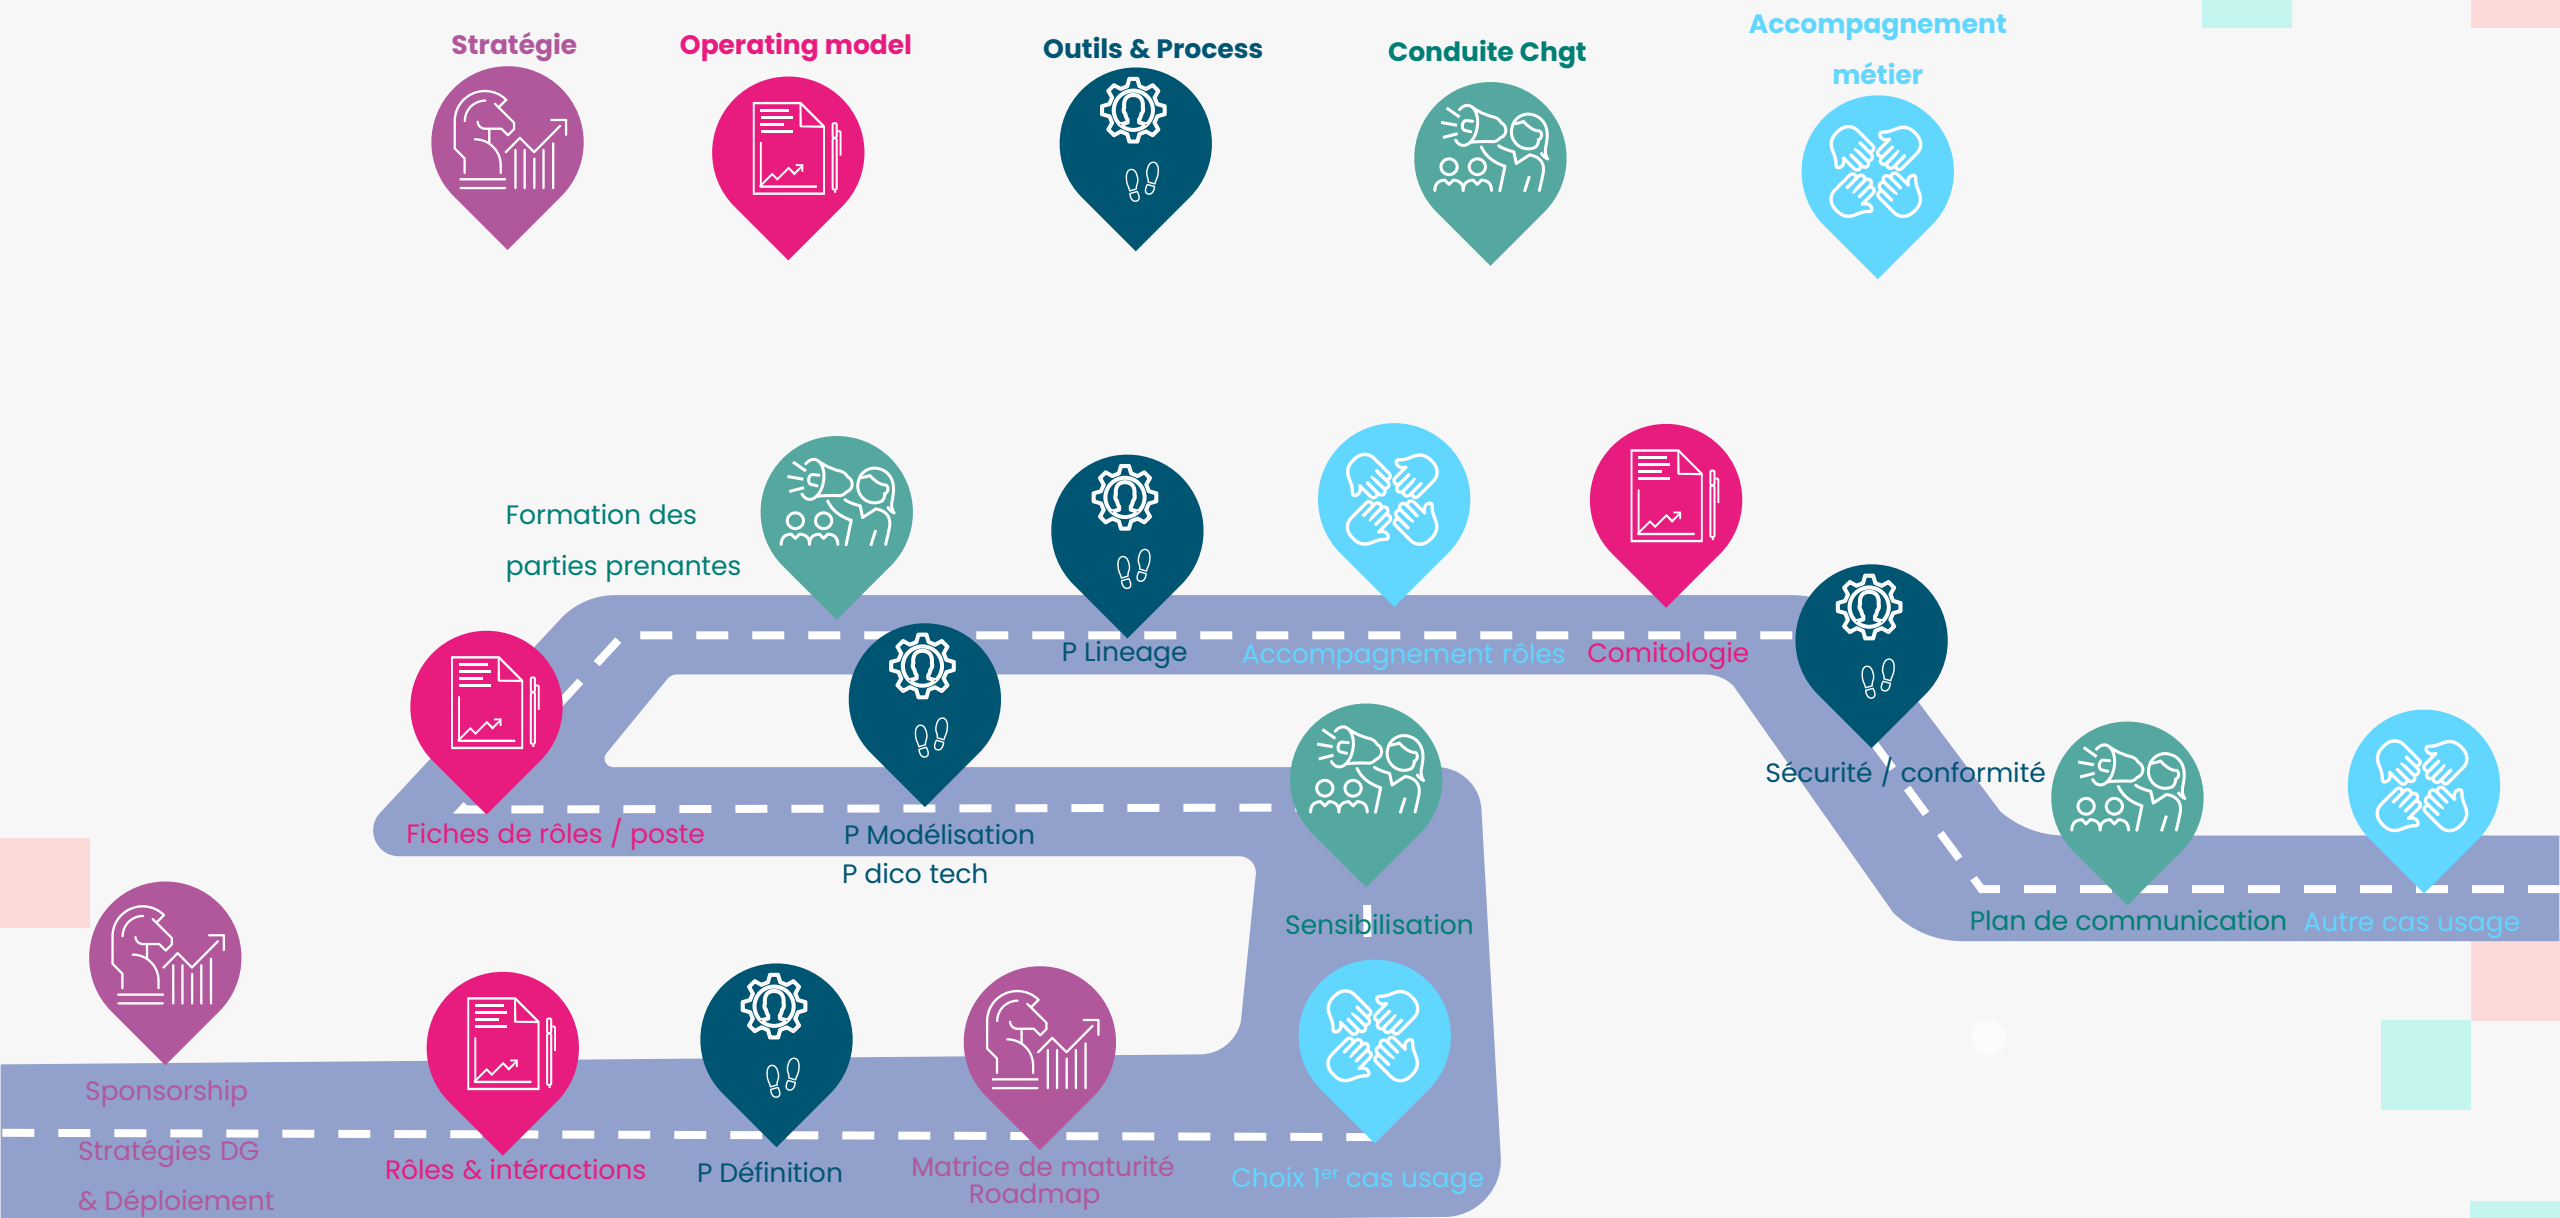 Stratégie
Operating model
Outils & Process
Conduite Chgt
Accompagnement
métier
Formation des
parties prenantes
P Lineage
Accompagnement rôles
Comitologie
Sécurité / conformité
Fiches de rôles / poste
P Modélisation
P dico tech
Sensibilisation
Plan de communication
Autre cas usage
Sponsorship
Stratégies DG
& Déploiement
Rôles & intéractions
P Définition
Matrice de maturité
Roadmap
Choix 1er cas usage